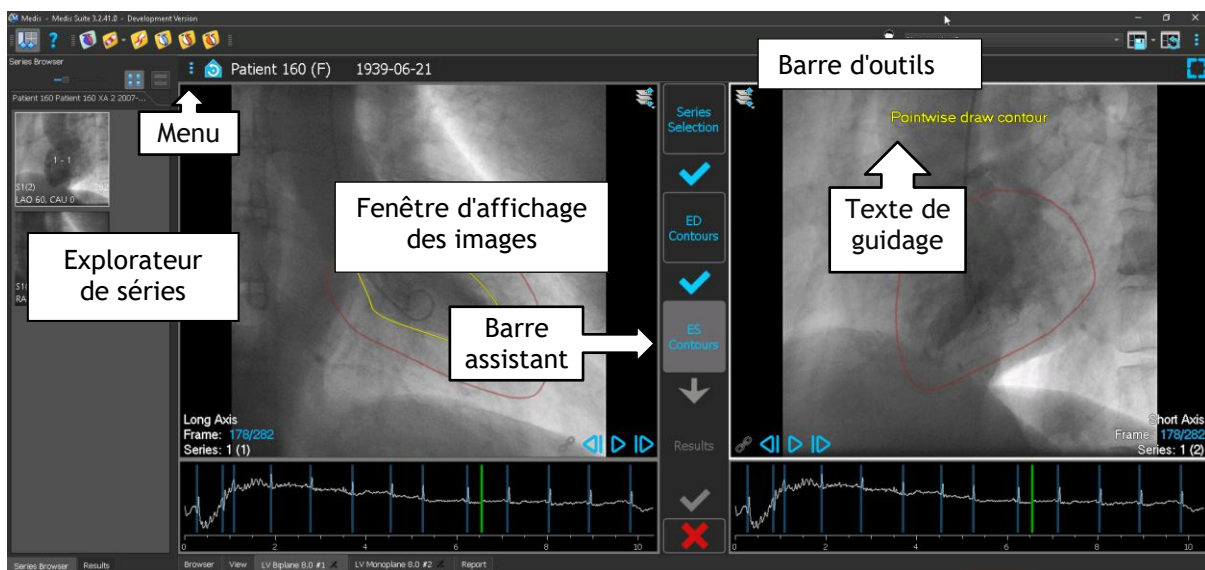 Medis - Medis Suite 3.2.41.0 - Development Version
Series Browser
Patient 160 (F) 1939-06-21
Barre d'outils
Patient 160 Patient 160 XA 2 2007-...
Menu
1 - 1
S1(2) 282
LAO 60, CAU 0
Explorateur
de séries
Fenêtre d'affichage
des images
Barre
assistant
Long Axis
Frame: 178/282
Series: 1 (1)
Series
Selection
ED
Contours
ES
Contours
Results
Pointwise draw contour
Texte de
guidage
Short Axis
Frame 178/282
Series: 1 (2)
0 2 4 6 8 10
0 2 4 6 8 10
Series Browser Results Browser View LV Biplane 8.0 #1 LV Monoplane 8.0 #2 Report